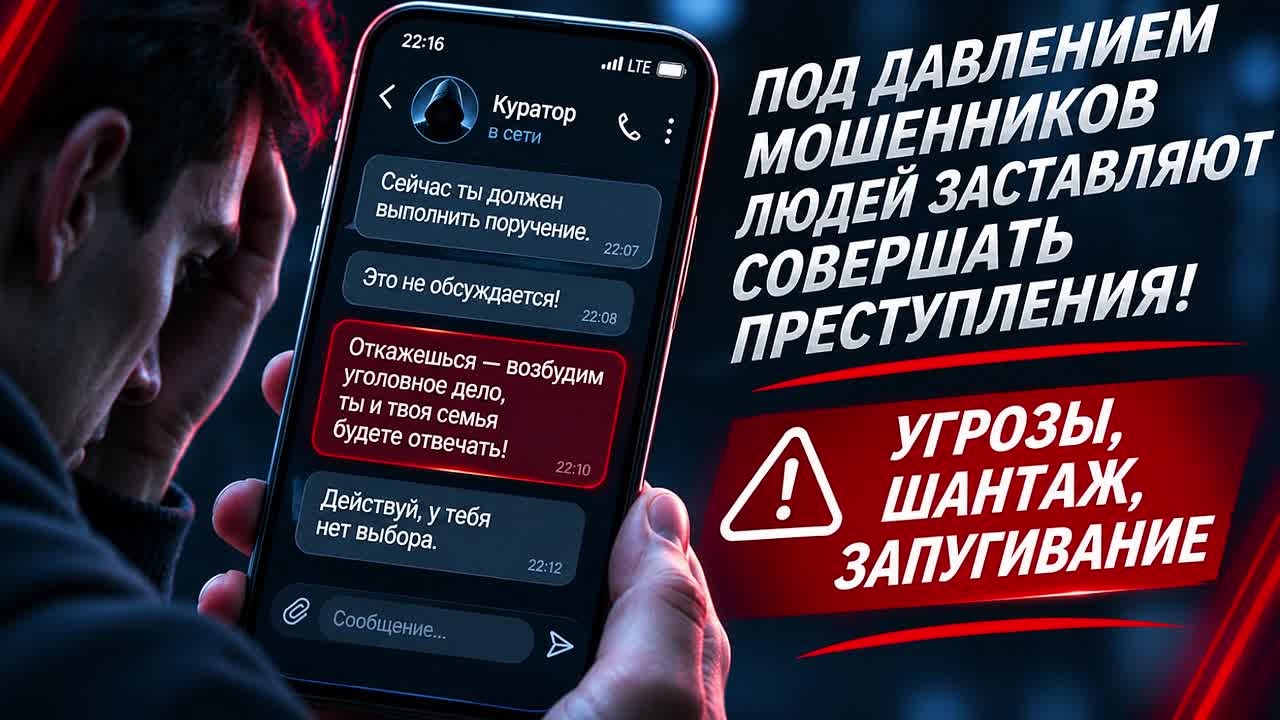 22:16
LTE
Куратор
в сети
Сейчас ты должен
выполнить поручение.
22:07
Это не обсуждается!
22:08
Откажешься — возбудим
уголовное дело,
ты и твоя семья
будете отвечать!
22:10
Действуй, у тебя
нет выбора.
22:12
Сообщение...
ПОД ДАВЛЕНИЕМ
МОШЕННИКОВ
ЛЮДЕЙ ЗАСТАВЛЯЮТ
СОВЕРШАТЬ
ПРЕСТУПЛЕНИЯ!
УГРОЗЫ,
ШАНТАЖ,
ЗАПУГИВАНИЕ